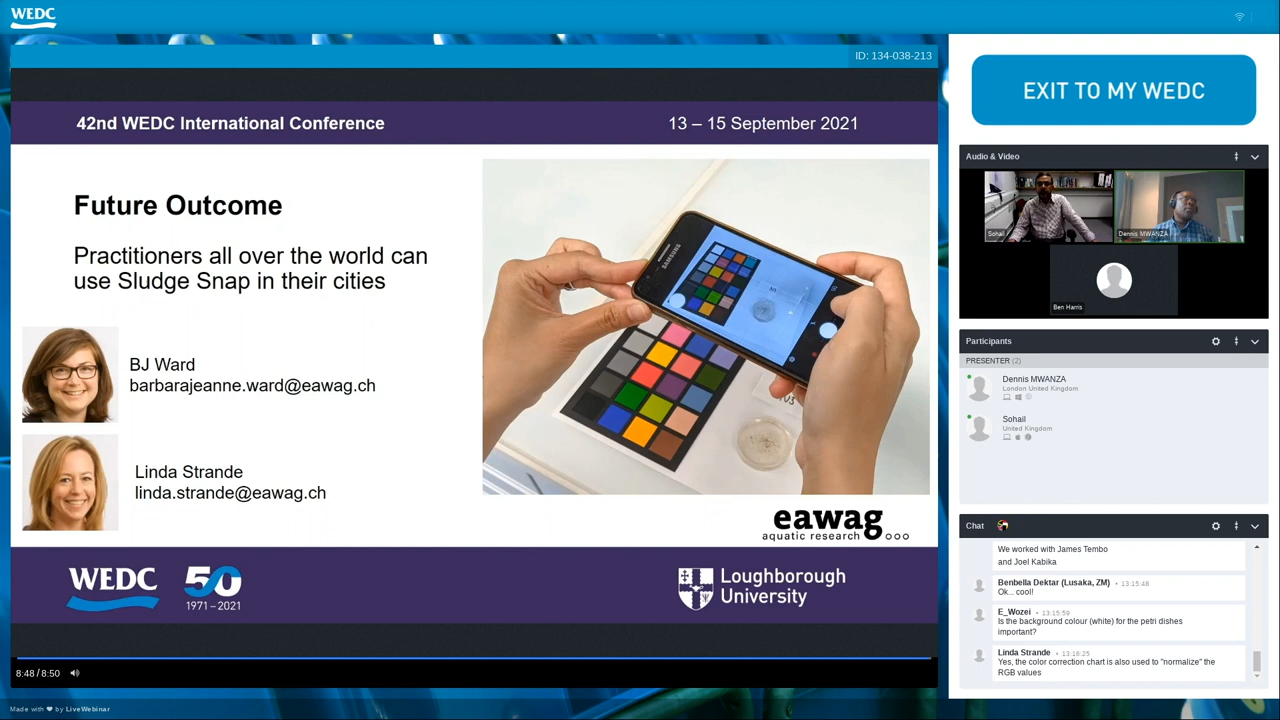 WEDC
ID: 134-038-213
42nd WEDC International Conference
13 – 15 September 2021
Future Outcome
Practitioners all over the world can
use Sludge Snap in their cities
BJ Ward
barbarajeanne.ward@eawag.ch
Linda Strande
linda.strande@eawag.ch
SAMSUNG
eawag
aquatic research
WEDC
50
1971 – 2021
Loughborough
University
8:48 / 8:50
Made with ❤ by LiveWebinar
EXIT TO MY WEDC
Audio & Video
Sohail
Dennis MWANZA
Ben Harris
Participants
PRESENTER (2)
Dennis MWANZA
London United Kingdom
Sohail
United Kingdom
Chat
We worked with James Tembo
and Joel Kabika
Benbella Dektar (Lusaka, ZM) • 13:15:48
Ok... cool!
E_Wozei • 13:15:59
Is the background colour (white) for the petri dishes
important?
Linda Strande • 13:16:25
Yes, the color correction chart is also used to "normalize" the
RGB values